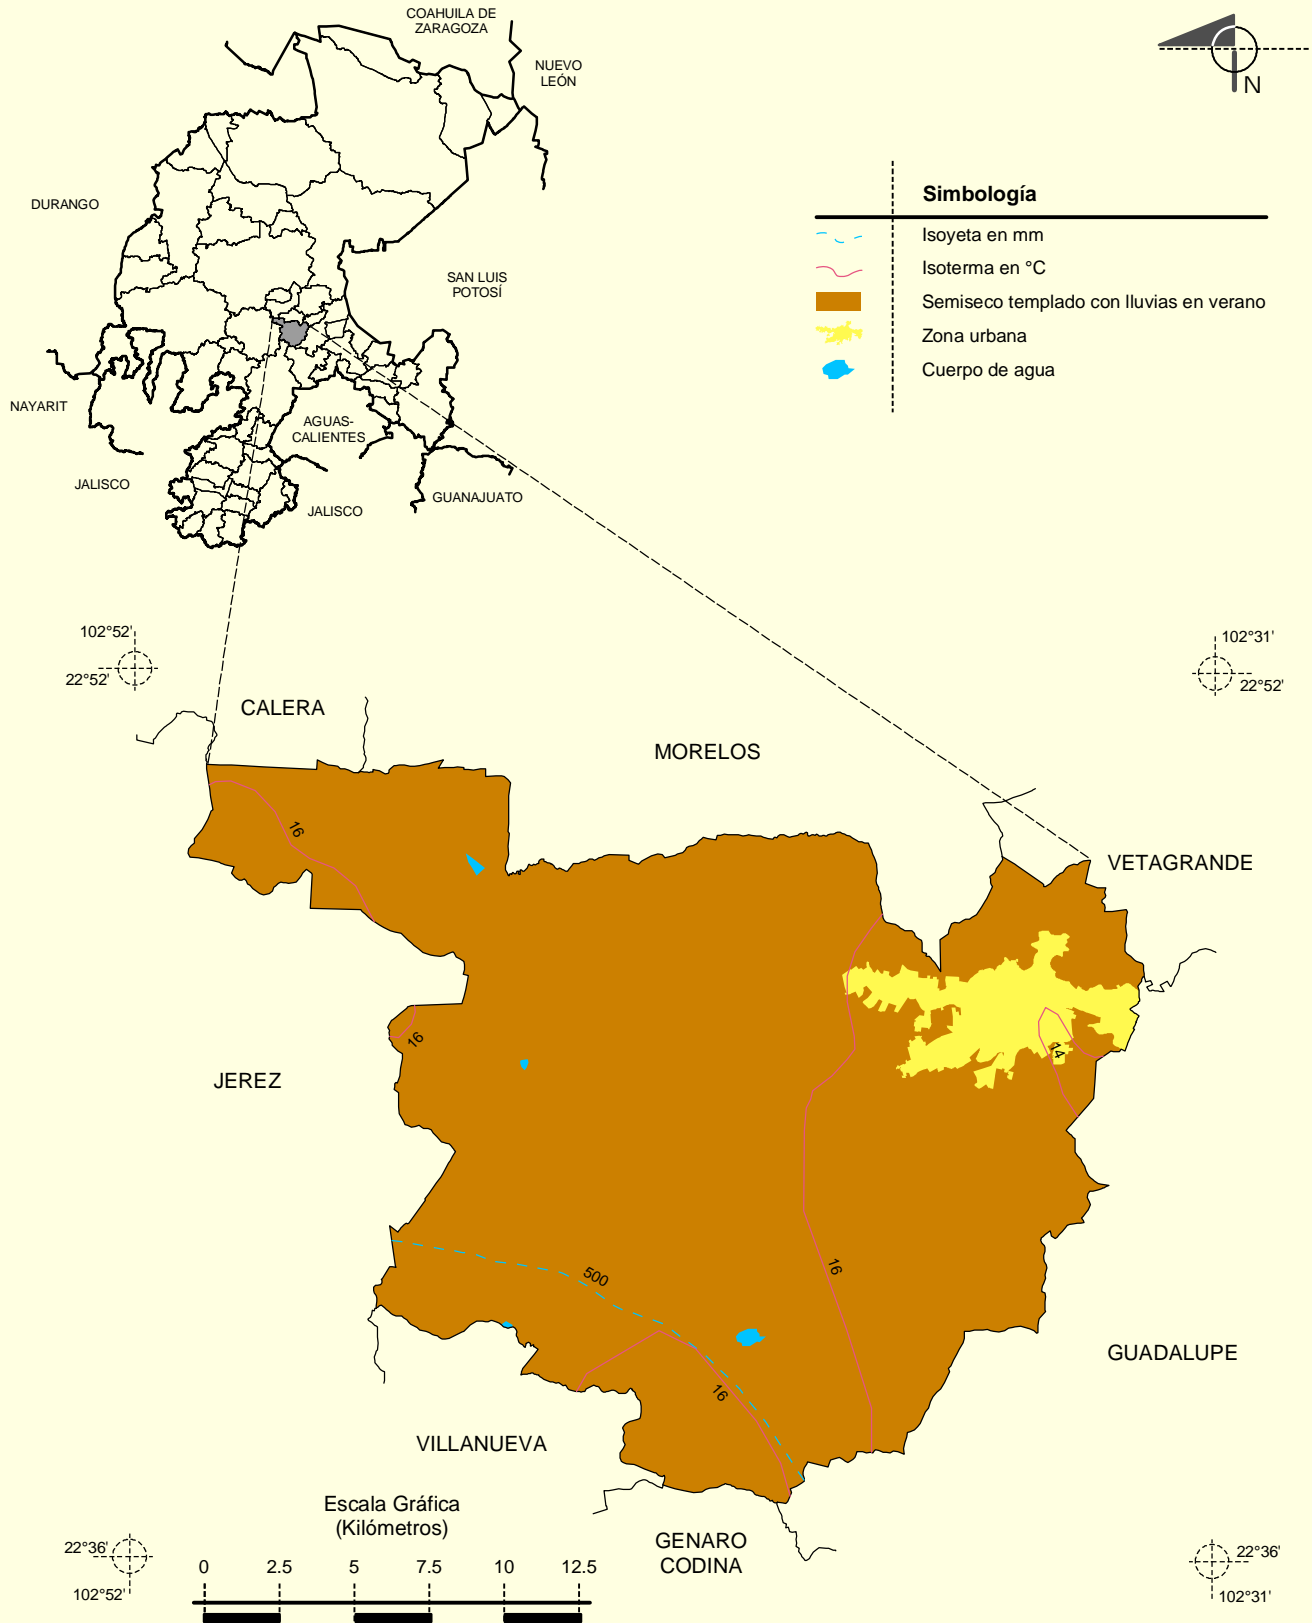 COAHUILA DE
ZARAGOZA
NUEVO
LEÓN
N
DURANGO
SAN LUIS
POTOSÍ
NAYARIT
AGUAS-
CALIENTES
JALISCO
JALISCO
GUANAJUATO
Simbología
Isoyeta en mm
Isoterma en °C
Semiseco templado con lluvias en verano
Zona urbana
Cuerpo de agua
102°52'
22°52'
102°31'
22°52'
CALERA
MORELOS
VETAGRANDE
16
16
14
JEREZ
500
16
16
GUADALUPE
VILLANUEVA
GENARO
CODINA
Escala Gráfica
(Kilómetros)
0 2.5 5 7.5 10 12.5
22°36'
102°52'
22°36'
102°31'